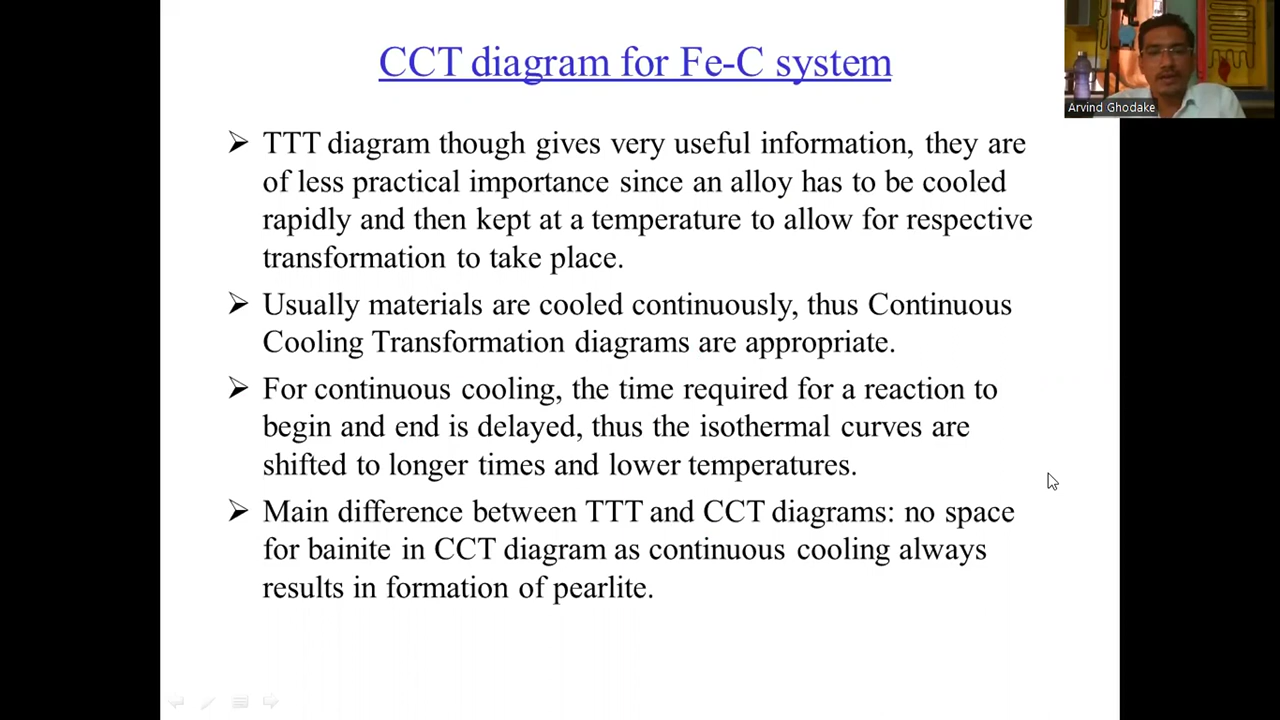 CCT diagram for Fe-C system
Arvind Ghodake
➢ TTT diagram though gives very useful information, they are
of less practical importance since an alloy has to be cooled
rapidly and then kept at a temperature to allow for respective
transformation to take place.
➢ Usually materials are cooled continuously, thus Continuous
Cooling Transformation diagrams are appropriate.
➢ For continuous cooling, the time required for a reaction to
begin and end is delayed, thus the isothermal curves are
shifted to longer times and lower temperatures.
➢ Main difference between TTT and CCT diagrams: no space
for bainite in CCT diagram as continuous cooling always
results in formation of pearlite.